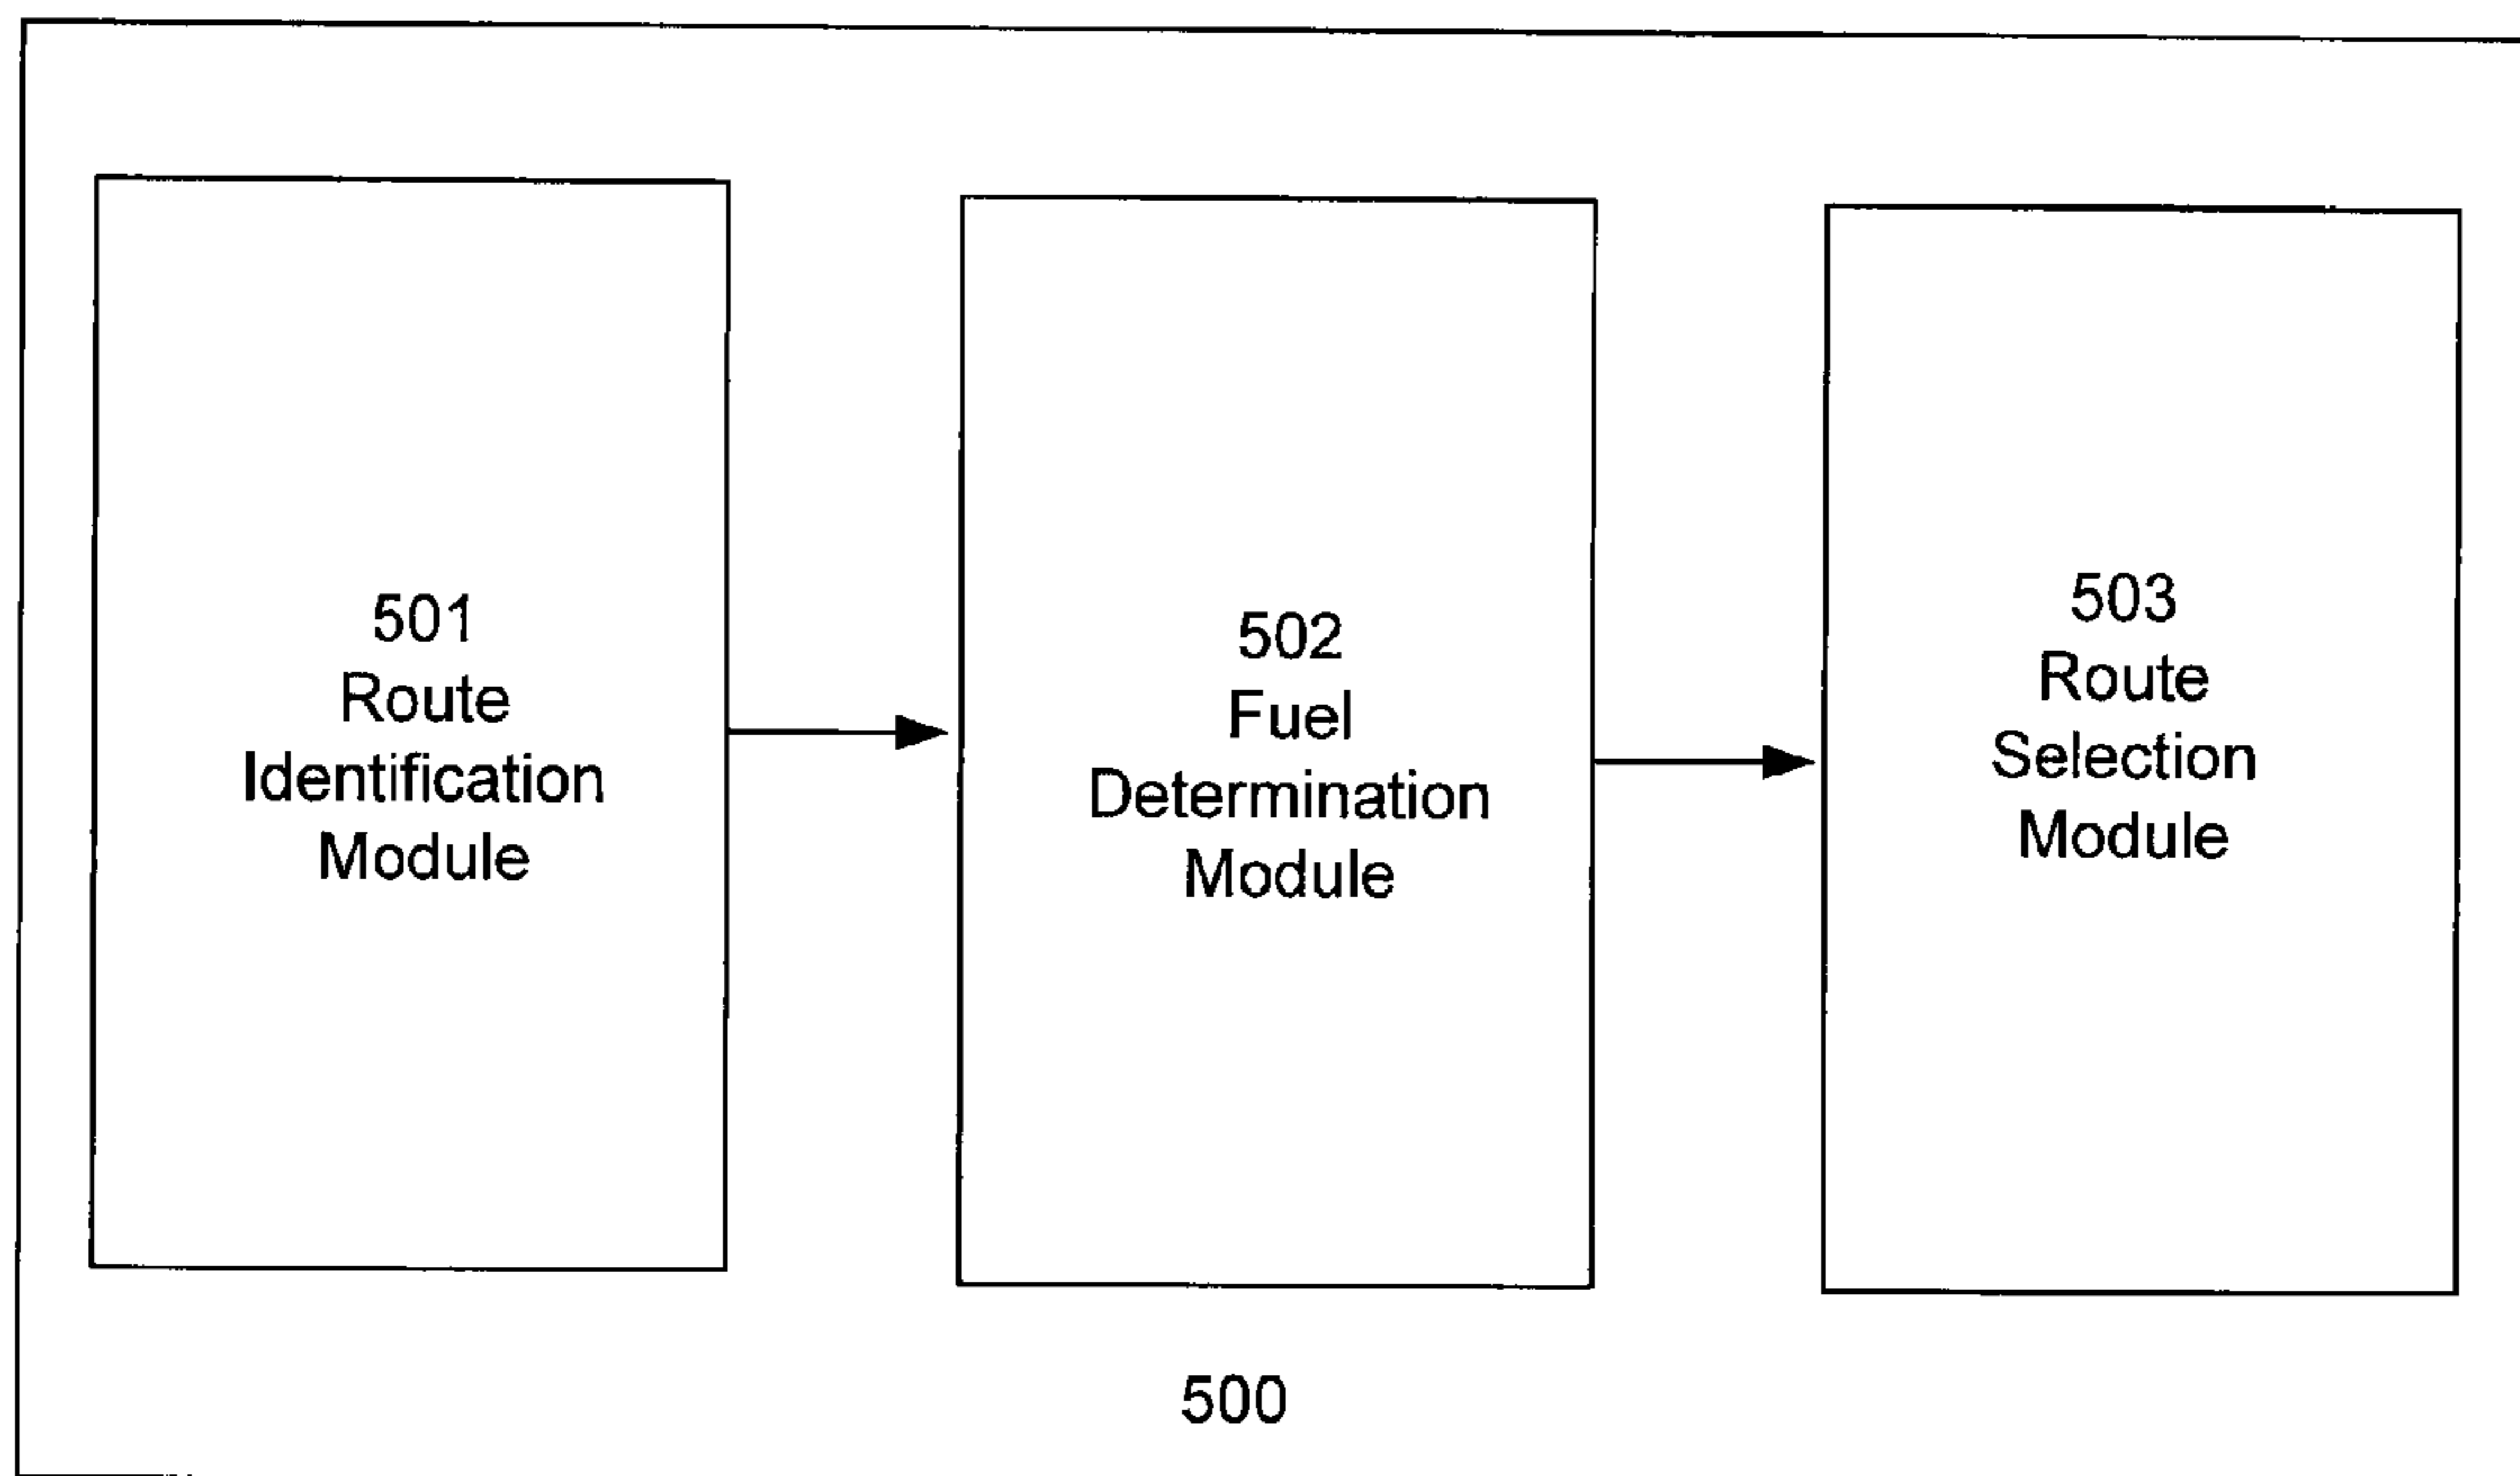 501
Route
Identification
Module
502
Fuel
Determination
Module
503
Route
Selection
Module
500